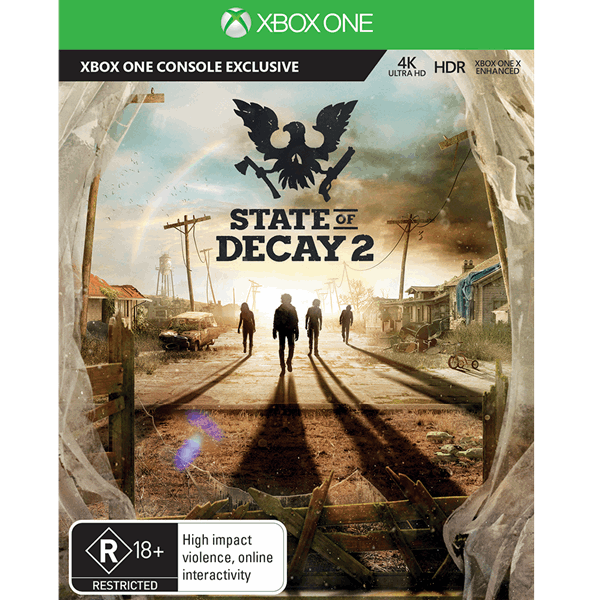 XBOX ONE
XBOX ONE CONSOLE EXCLUSIVE
4K
ULTRA HD
HDR
XBOX ONE X
ENHANCED
STATE OF
DECAY 2
R 18+
RESTRICTED
High impact
violence, online
interactivity